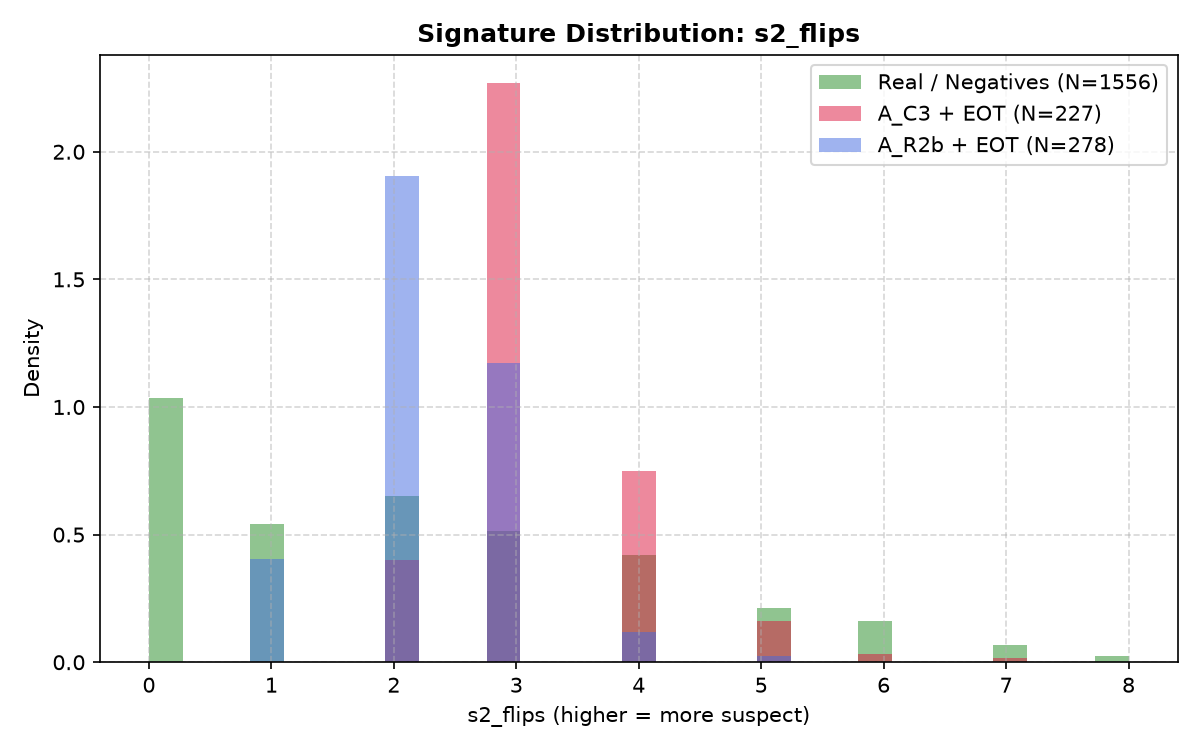 Signature Distribution: s2_flips
Real / Negatives (N=1556)
A_C3 + EOT (N=227)
A_R2b + EOT (N=278)
Density
2.0
1.5
1.0
0.5
0.0
0 1 2 3 4 5 6 7 8
s2_flips (higher = more suspect)